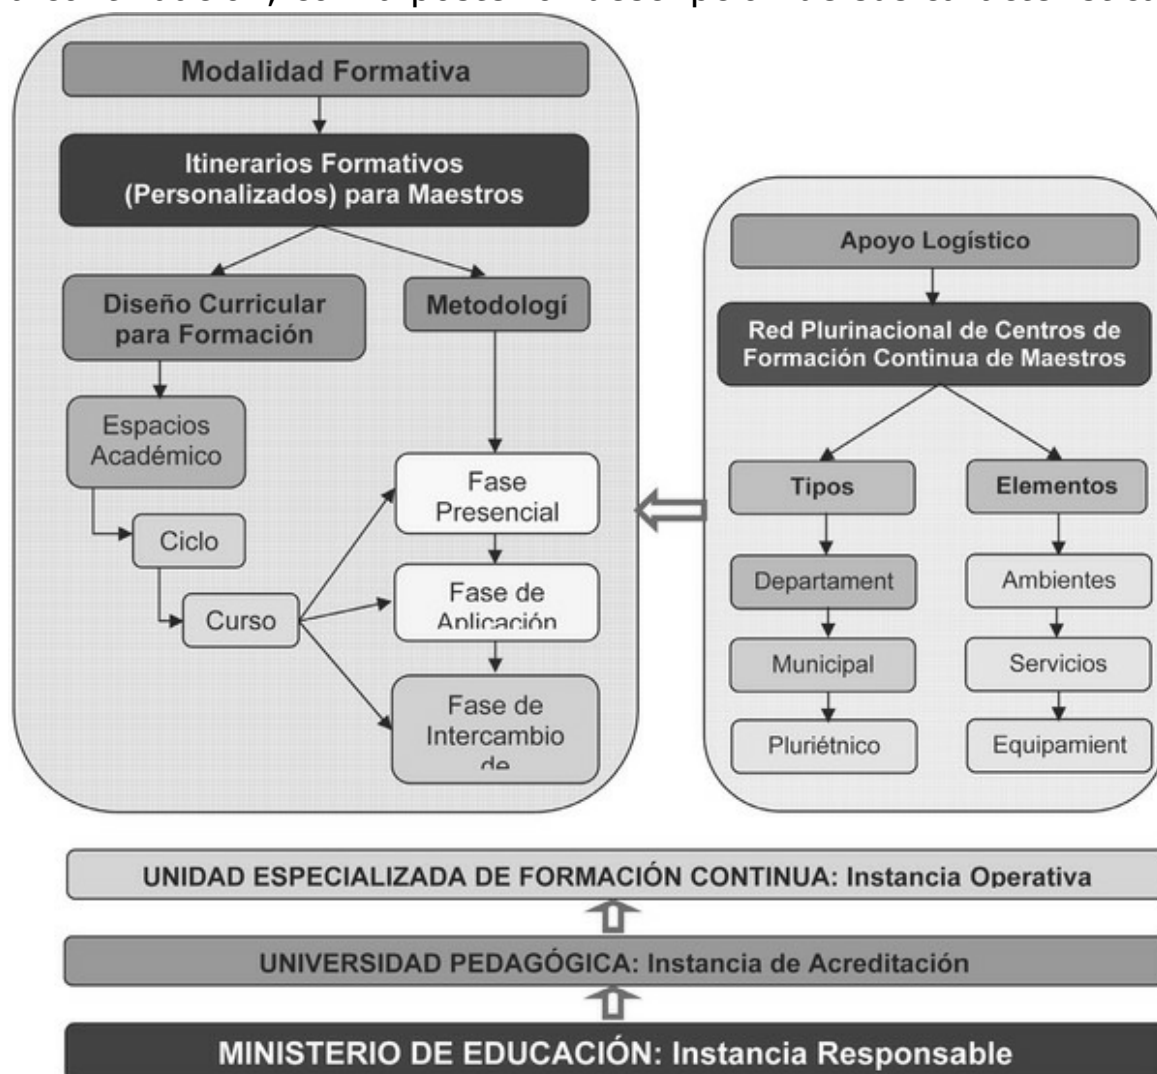 Modalidad Formativa
Itinerarios Formativos
(Personalizados) para Maestros
Diseño Curricular
para Formación
Metodologí
Espacios
Académico
Ciclo
Curso
Fase
Presencial
Fase de
Aplicación
Fase de
Intercambio
de
Apoyo Logístico
Red Plurinacional de Centros de
Formación Continua de Maestros
Tipos
Elementos
Departament
Ambientes
Municipal
Servicios
Pluriétnico
Equipamient
UNIDAD ESPECIALIZADA DE FORMACIÓN CONTINUA: Instancia Operativa
UNIVERSIDAD PEDAGÓGICA: Instancia de Acreditación
MINISTERIO DE EDUCACIÓN: Instancia Responsable